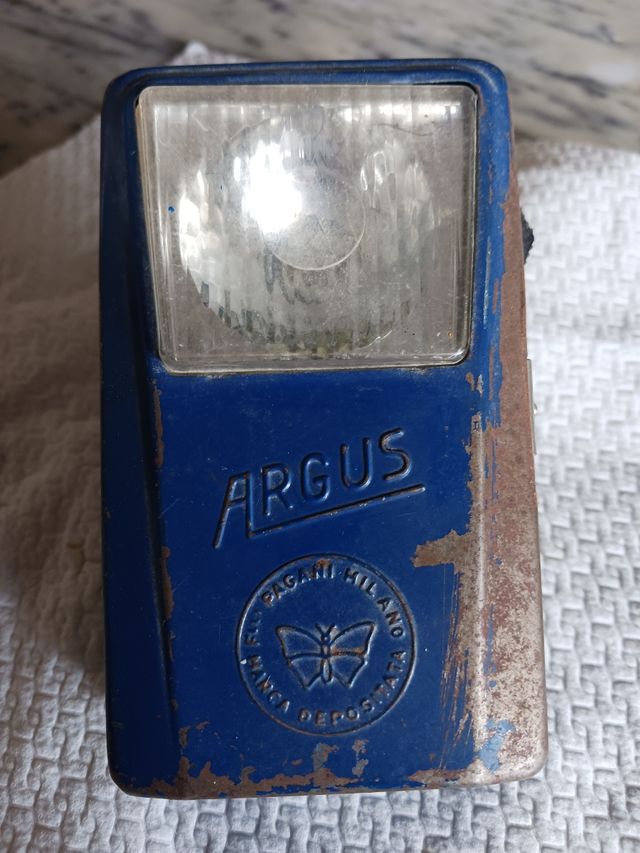 ARGUS
F.LLI PAGANI·MILANO
MARCA DEPOSITATA